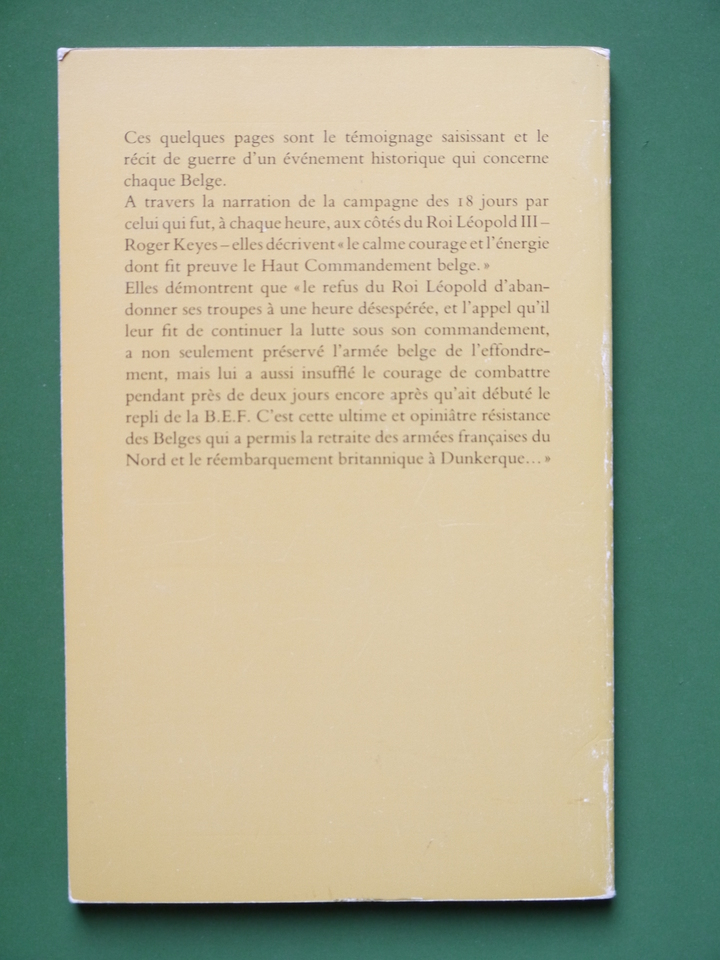 Ces quelques pages sont le témoignage saisissant et le
récit de guerre d'un événement historique qui concerne
chaque Belge.
A travers la narration de la campagne des 18 jours par
celui qui fut, à chaque heure, aux côtés du Roi Léopold III –
Roger Keyes – elles décrivent « le calme courage et l'énergie
dont fit preuve le Haut Commandement belge. »
Elles démontrent que « le refus du Roi Léopold d'aban-
donner ses troupes à une heure désespérée, et l'appel qu'il
leur fit de continuer la lutte sous son commandement,
a non seulement préservé l'armée belge de l'effondre-
ment, mais lui a aussi insufflé le courage de combattre
pendant près de deux jours encore après qu'ait débuté le
repli de la B.E.F. C'est cette ultime et opiniâtre résistance
des Belges qui a permis la retraite des armées françaises du
Nord et le réembarquement britannique à Dunkerque... »